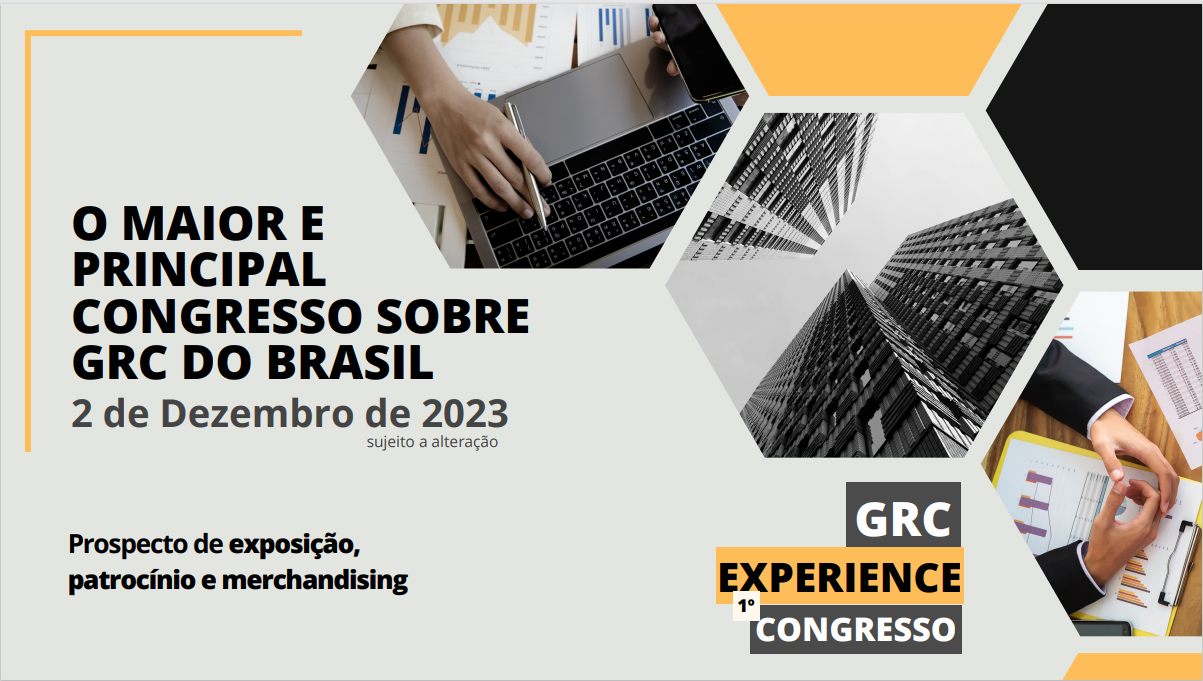 O MAIOR E
PRINCIPAL
CONGRESSO SOBRE
GRC DO BRASIL
2 de Dezembro de 2023
sujeito a alteração
Prospecto de exposição,
patrocínio e merchandising
GRC
EXPERIENCE
1º
CONGRESSO